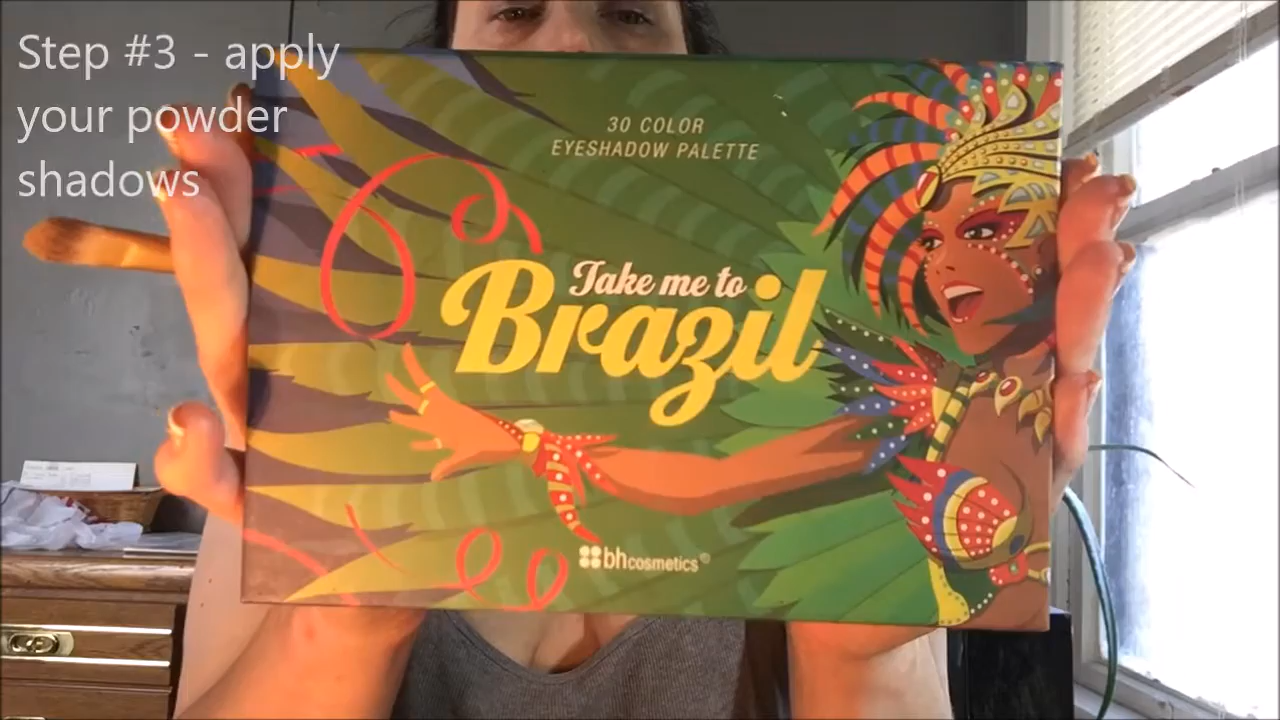 Step #3 - apply
your powder
shadows
30 COLOR
EYESHADOW PALETTE
Take me to
Brazil
bhcosmetics®